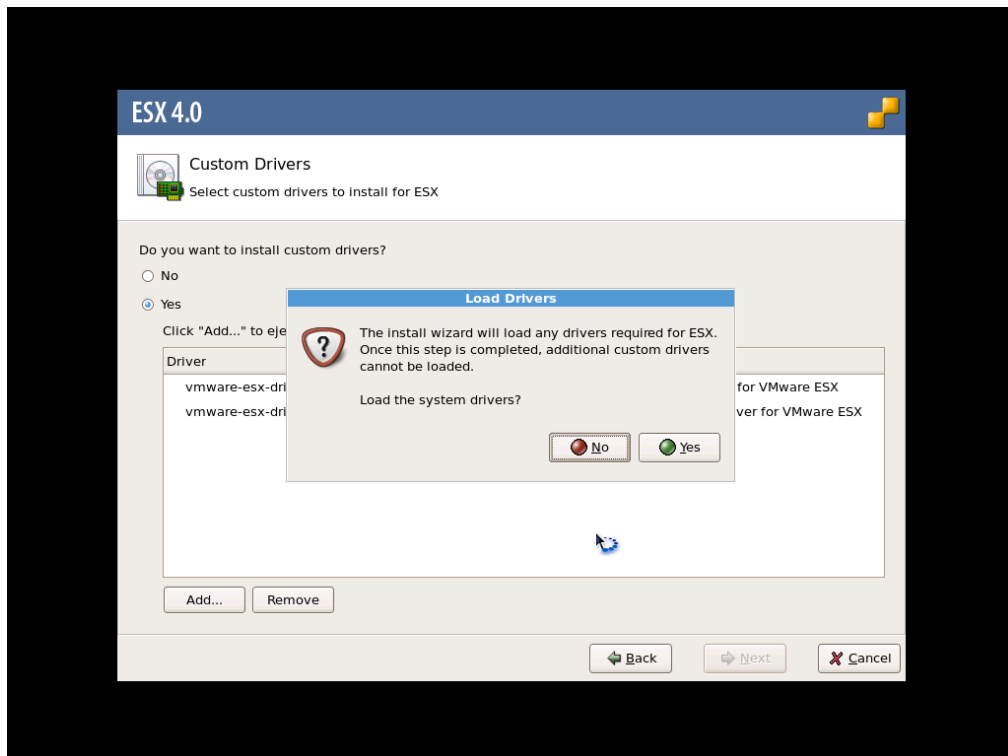 ESX 4.0
Custom Drivers
Select custom drivers to install for ESX
Do you want to install custom drivers?
No
Yes
Click "Add..." to eje
Load Drivers
The install wizard will load any drivers required for ESX.
Once this step is completed, additional custom drivers
cannot be loaded.
Load the system drivers?
No Yes
Driver
vmware-esx-dri for VMware ESX
vmware-esx-dri ver for VMware ESX
Add... Remove
Back Next Cancel